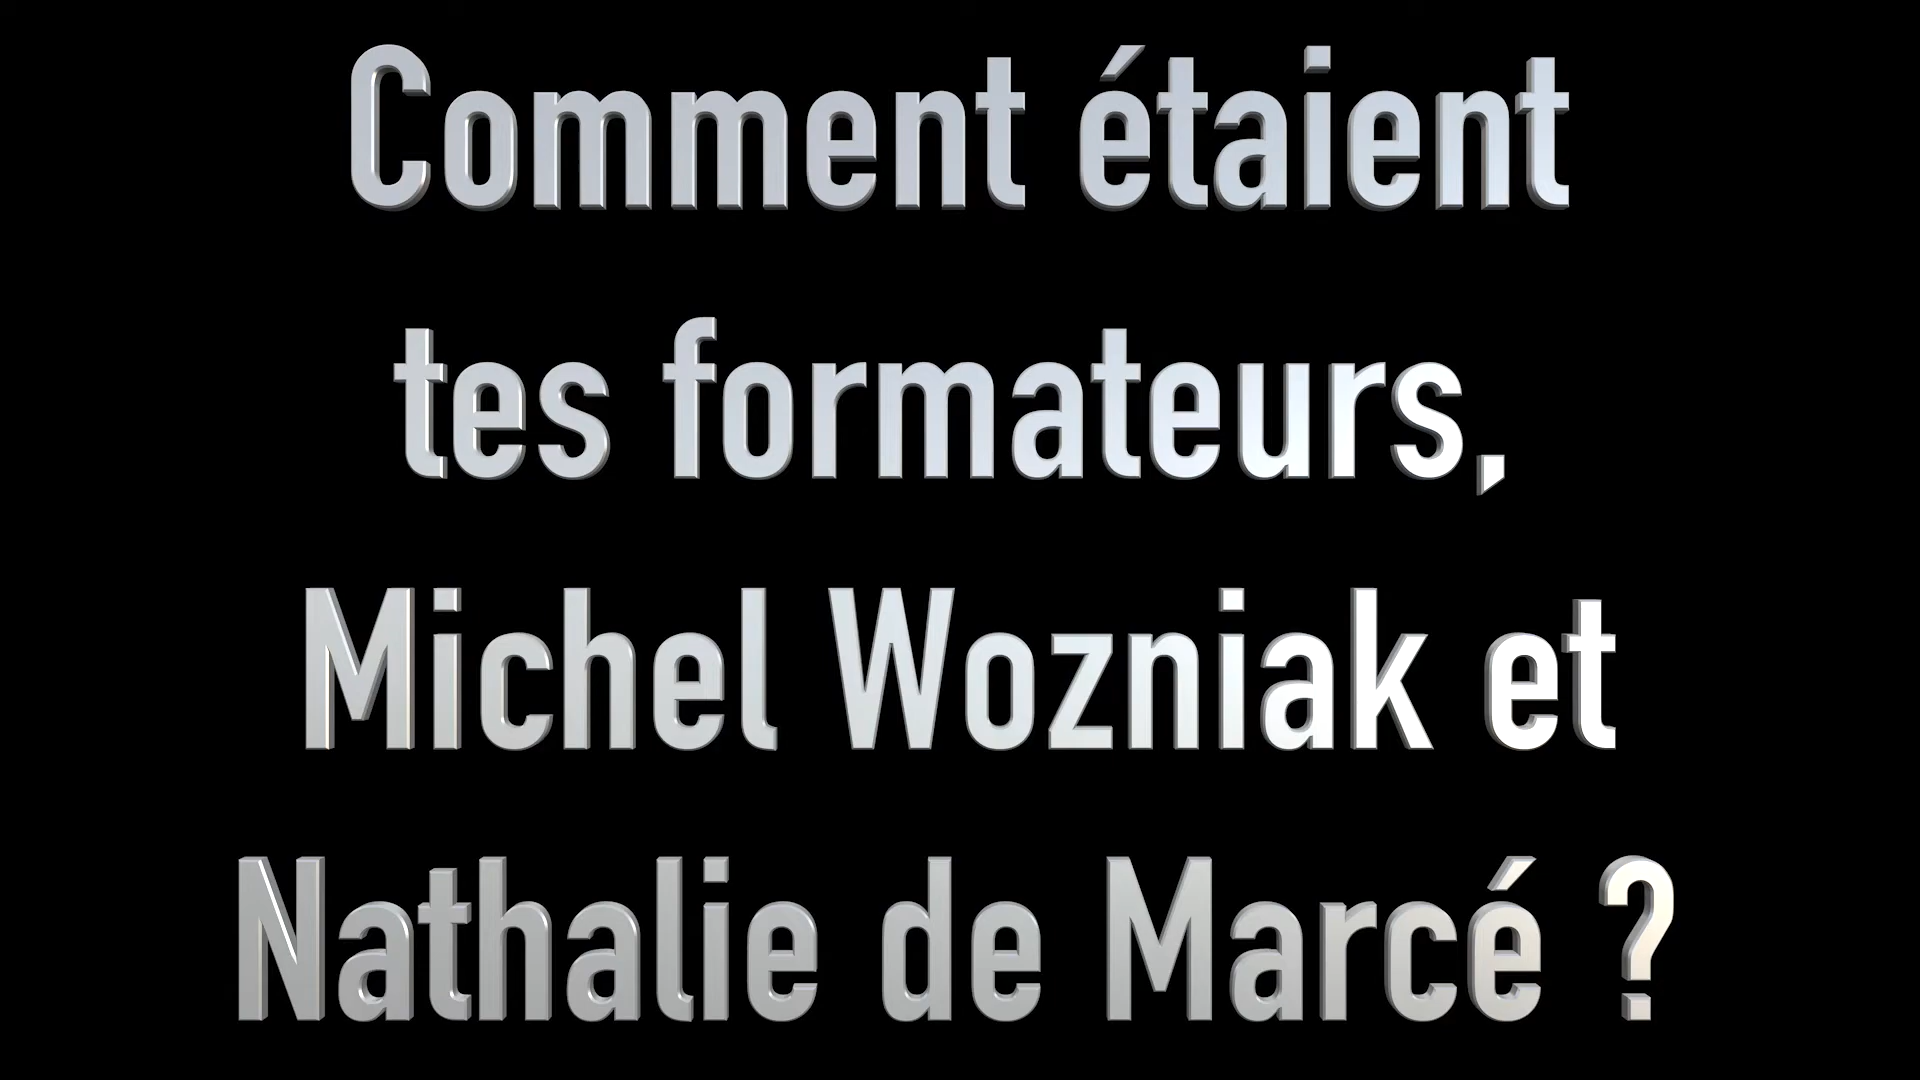 Comment étaient
tes formateurs,
Michel Wozniak et
Nathalie de Marcé ?